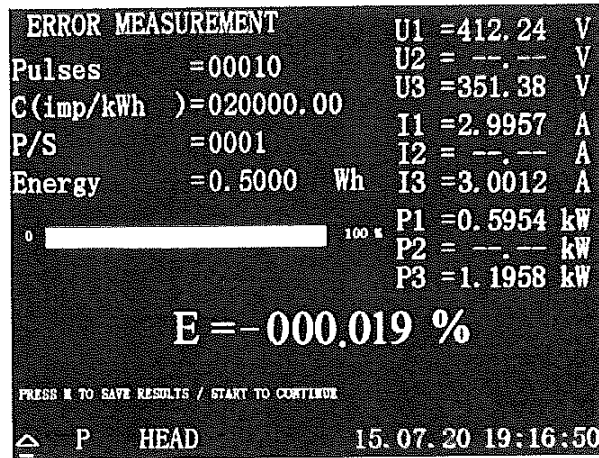 ERROR MEASUREMENT
Pulses =00010
C(imp/kWh )=020000.00
P/S =0001
Energy =0.5000 Wh
0 100 %
U1 =412.24 V
U2 = --.-- V
U3 =351.38 V
I1 =2.9957 A
I2 = --.-- A
I3 =3.0012 A
P1 =0.5954 kW
P2 = --.-- kW
P3 =1.1958 kW
E =-000.019 %
PRESS M TO SAVE RESULTS / START TO CONTINUE
P HEAD 15.07.20 19:16:50